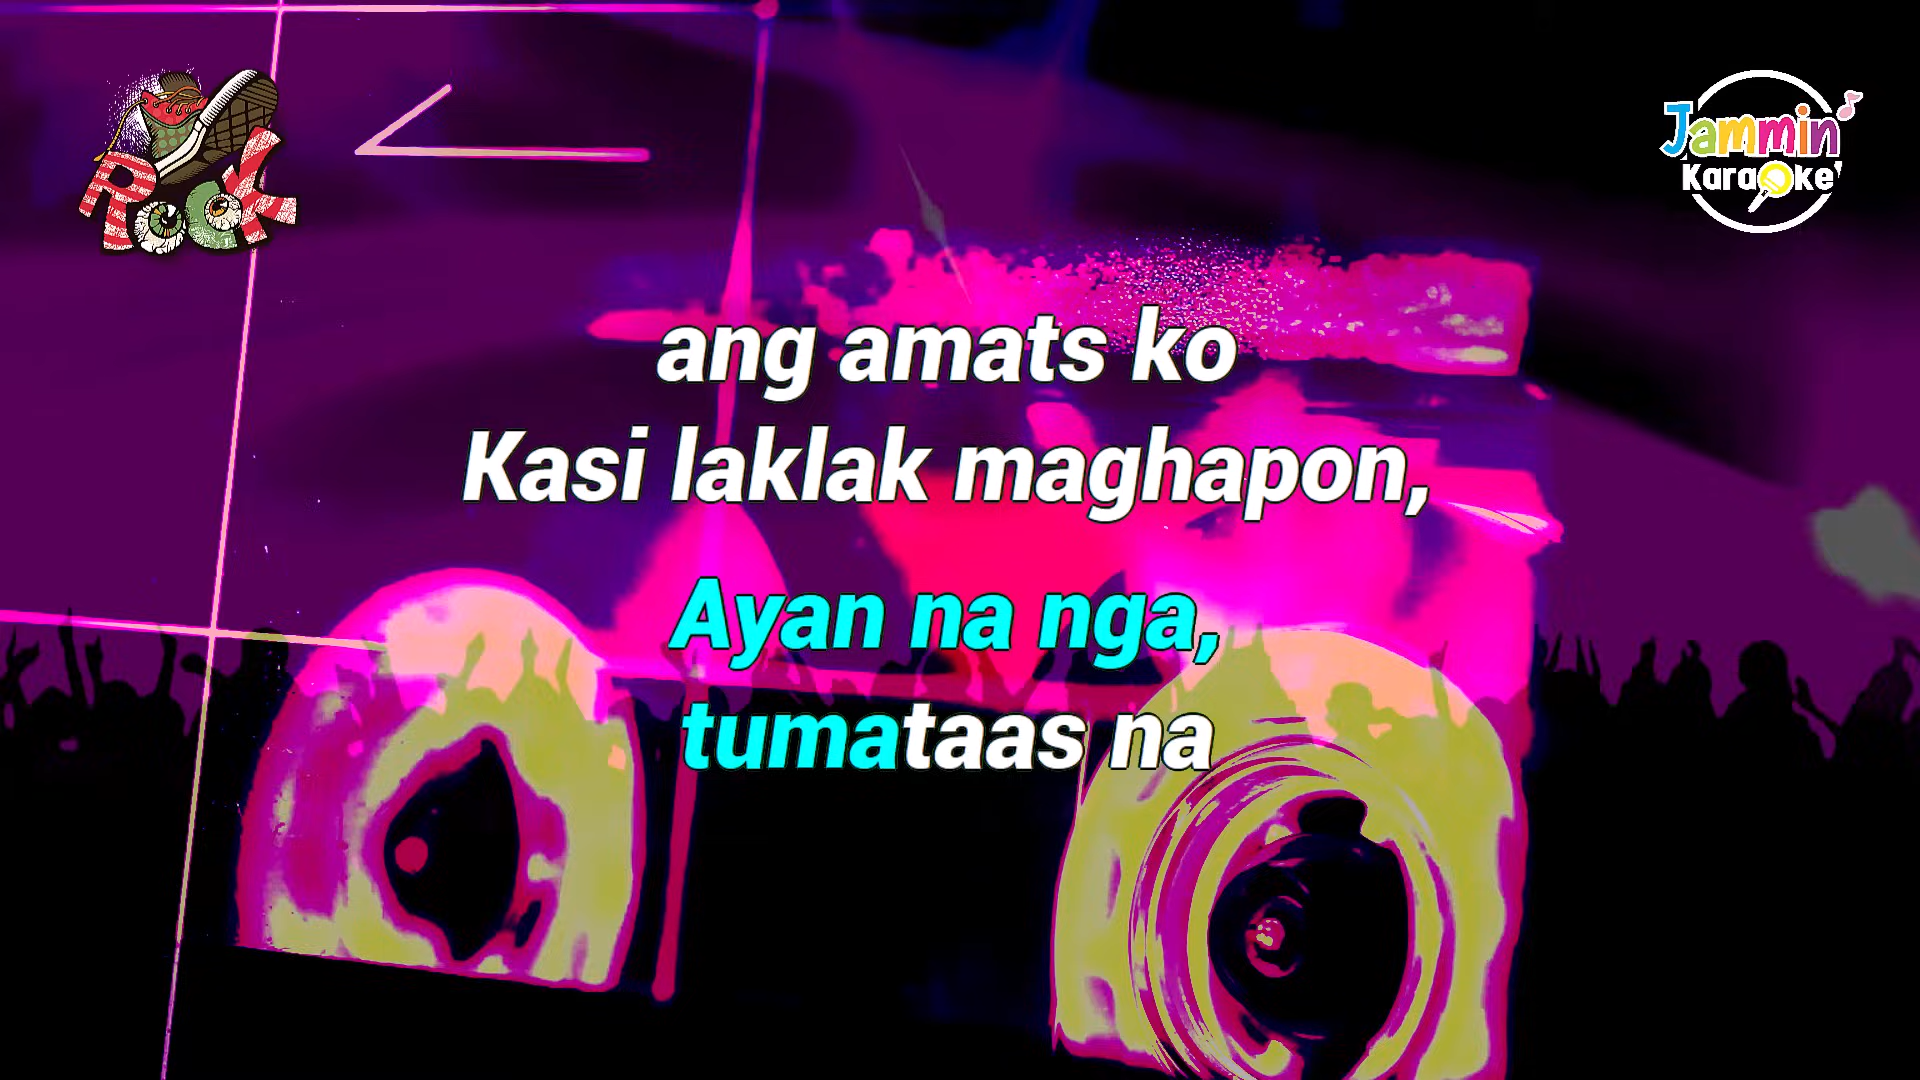 Rock
Jammin'
Karaoke
ang amats ko
Kasi laklak maghapon,
Ayan na nga,
tumataas na